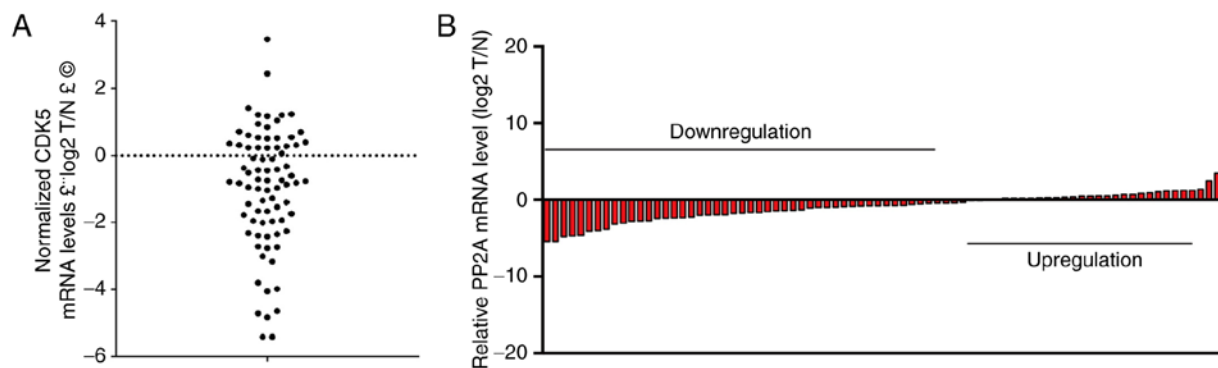 A
Normalized CDK5
mRNA levels £¨log2 T/N £ ©
4
2
0
−2
−4
−6
B
Relative PP2A mRNA level (log2 T/N)
20
10
0
−10
−20
Downregulation
Upregulation